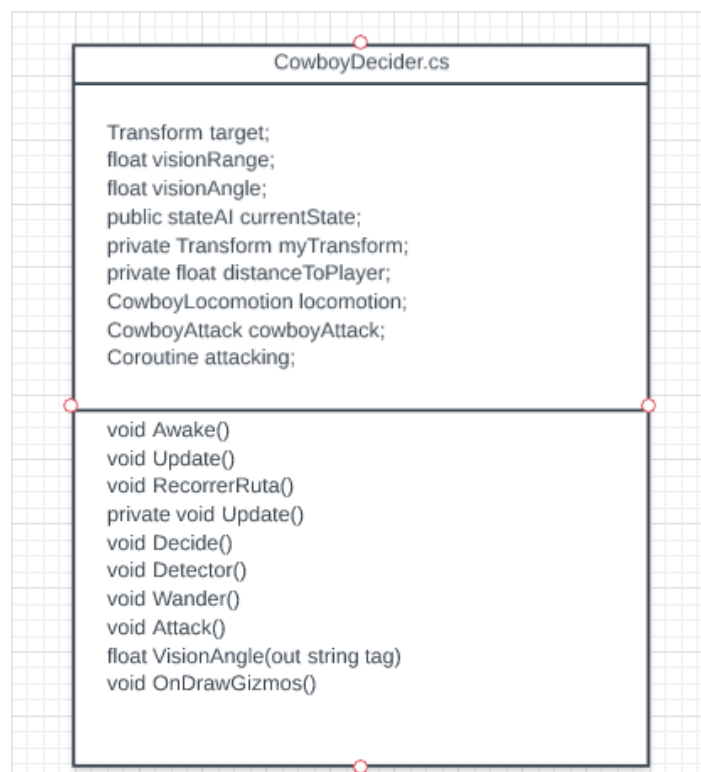 CowboyDecider.cs
Transform target;
float visionRange;
float visionAngle;
public stateAI currentState;
private Transform myTransform;
private float distanceToPlayer;
CowboyLocomotion locomotion;
CowboyAttack cowboyAttack;
Coroutine attacking;
void Awake()
void Update()
void RecorrerRuta()
private void Update()
void Decide()
void Detector()
void Wander()
void Attack()
float VisionAngle(out string tag)
void OnDrawGizmos()